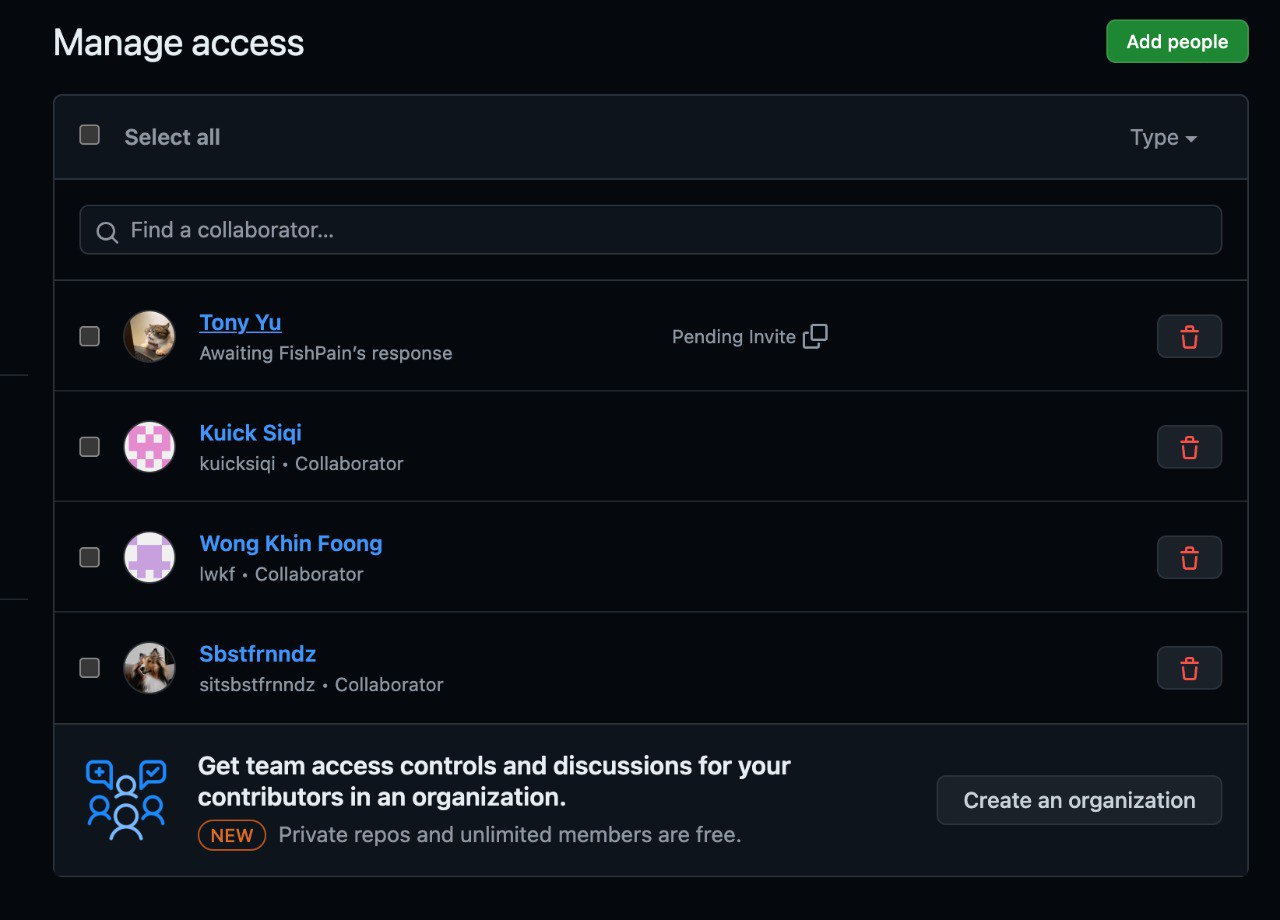 Manage access
Add people
Select all
Type
Find a collaborator...
Tony Yu
Awaiting FishPain’s response
Pending Invite
Kuick Siqi
kuicksiqi • Collaborator
Wong Khin Foong
lwkf • Collaborator
Sbstfrnndz
sitsbstfrnndz • Collaborator
Get team access controls and discussions for your
contributors in an organization.
NEW Private repos and unlimited members are free.
Create an organization